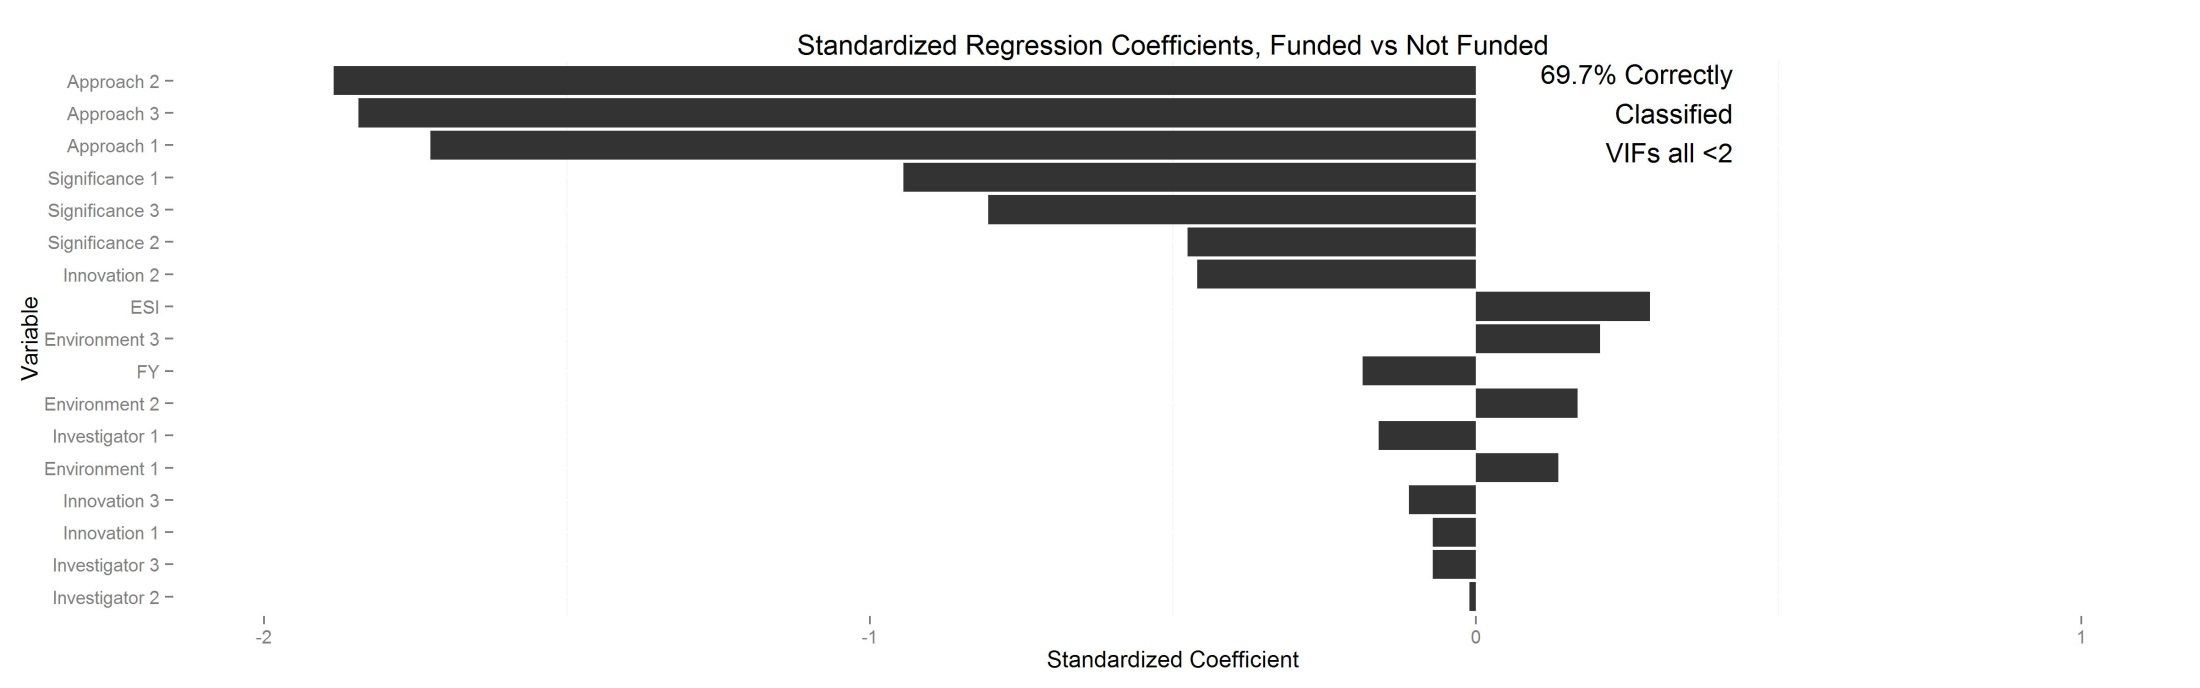 Standardized Regression Coefficients, Funded vs Not Funded
69.7% Correctly
Classified
VIFs all <2
Variable
Approach 2
Approach 3
Approach 1
Significance 1
Significance 3
Significance 2
Innovation 2
ESI
Environment 3
FY
Environment 2
Investigator 1
Environment 1
Innovation 3
Innovation 1
Investigator 3
Investigator 2
-2 -1 0 1
Standardized Coefficient